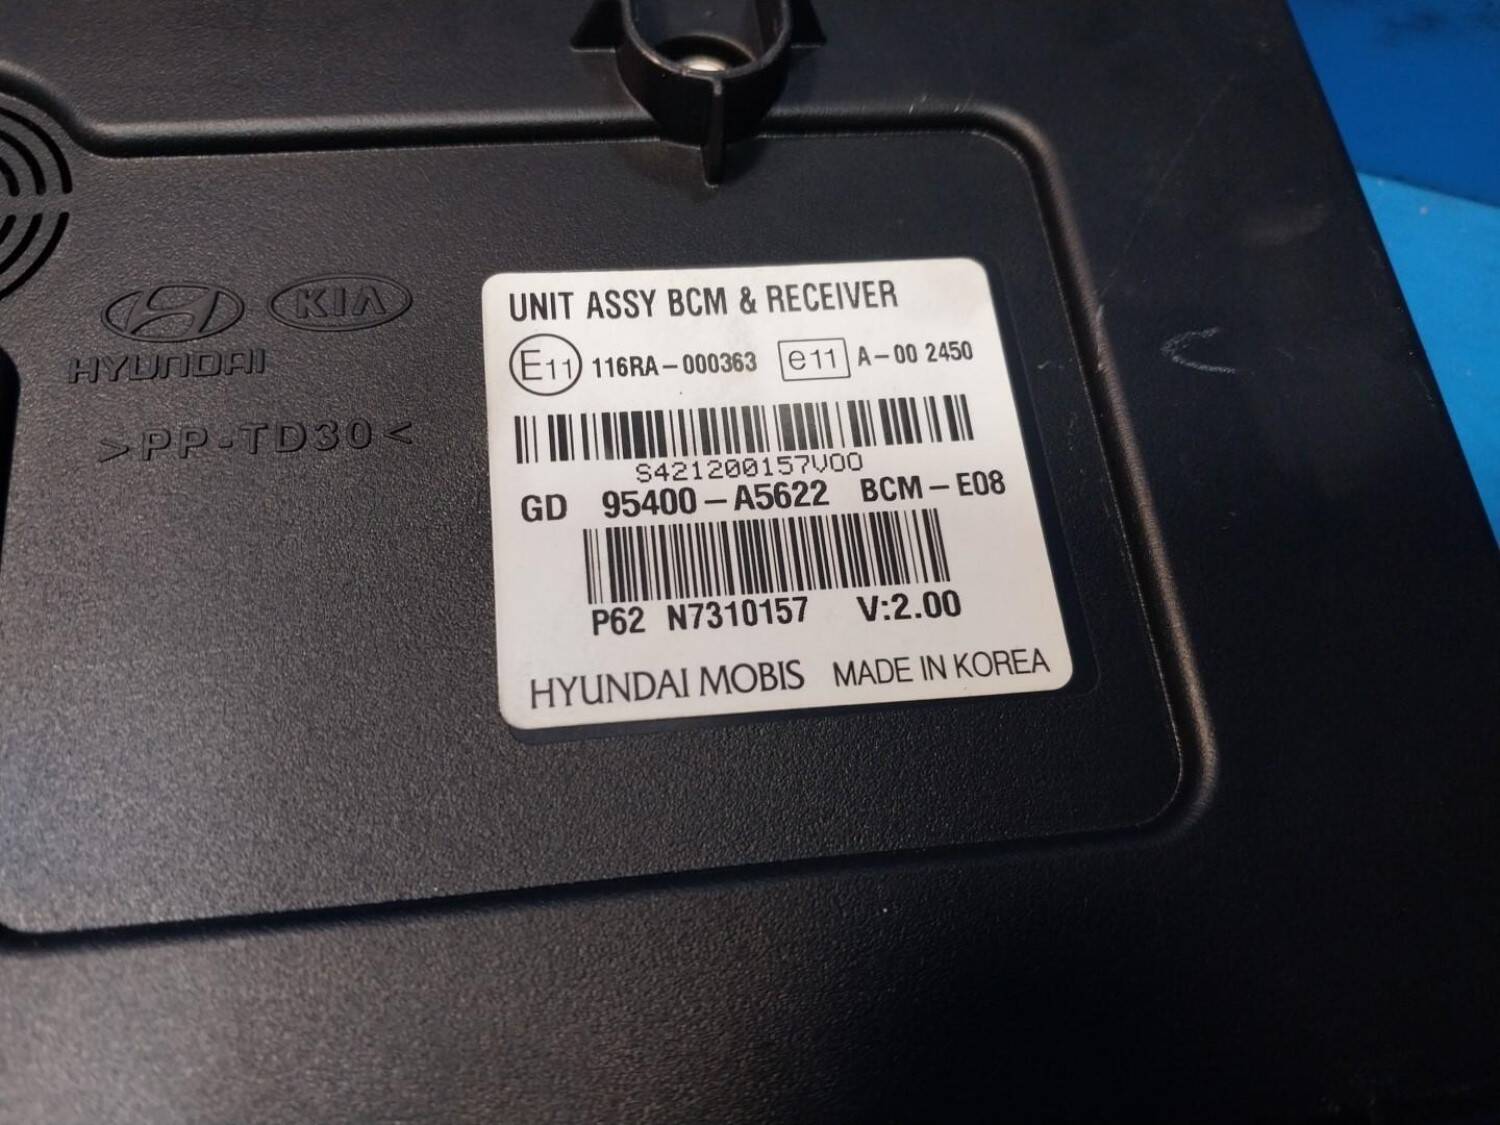 UNIT ASSY BCM & RECEIVER
E11 116RA-000363 e11 A-00 2450
S421200157V00
GD 95400-A5622 BCM-E08
P62 N7310157 V:2.00
HYUNDAI MOBIS MADE IN KOREA
KIA
HYUNDAI
>PP-TD30<